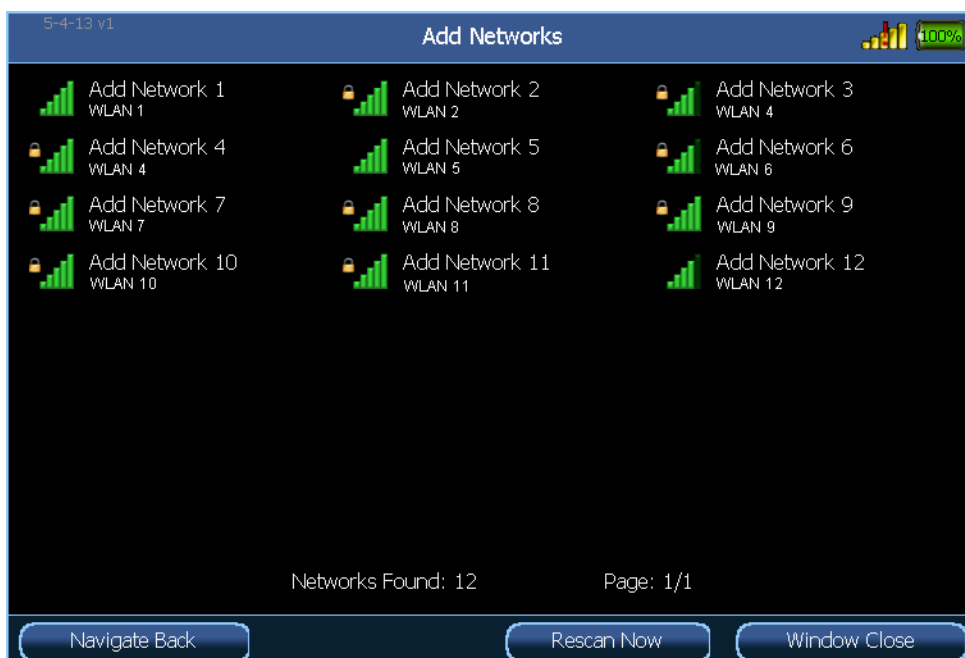 5-4-13 v1
Add Networks
100%
Add Network 1
WLAN 1
Add Network 2
WLAN 2
Add Network 3
WLAN 4
Add Network 4
WLAN 4
Add Network 5
WLAN 5
Add Network 6
WLAN 6
Add Network 7
WLAN 7
Add Network 8
WLAN 8
Add Network 9
WLAN 9
Add Network 10
WLAN 10
Add Network 11
WLAN 11
Add Network 12
WLAN 12
Networks Found: 12
Page: 1/1
Navigate Back
Rescan Now
Window Close